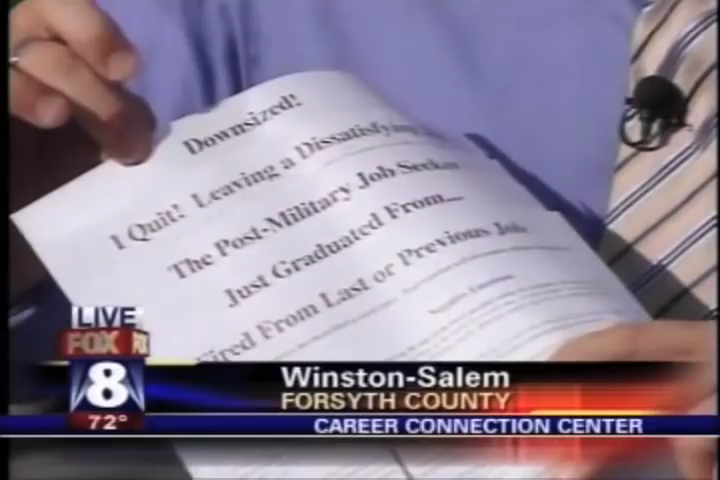 Downsized!
I Quit! Leaving a Dissatisfying
The Post-Military Job Seeker
Just Graduated From...
Fired From Last or Previous Job
LIVE
FOX
8
72°
Winston-Salem
FORSYTH COUNTY
CAREER CONNECTION CENTER